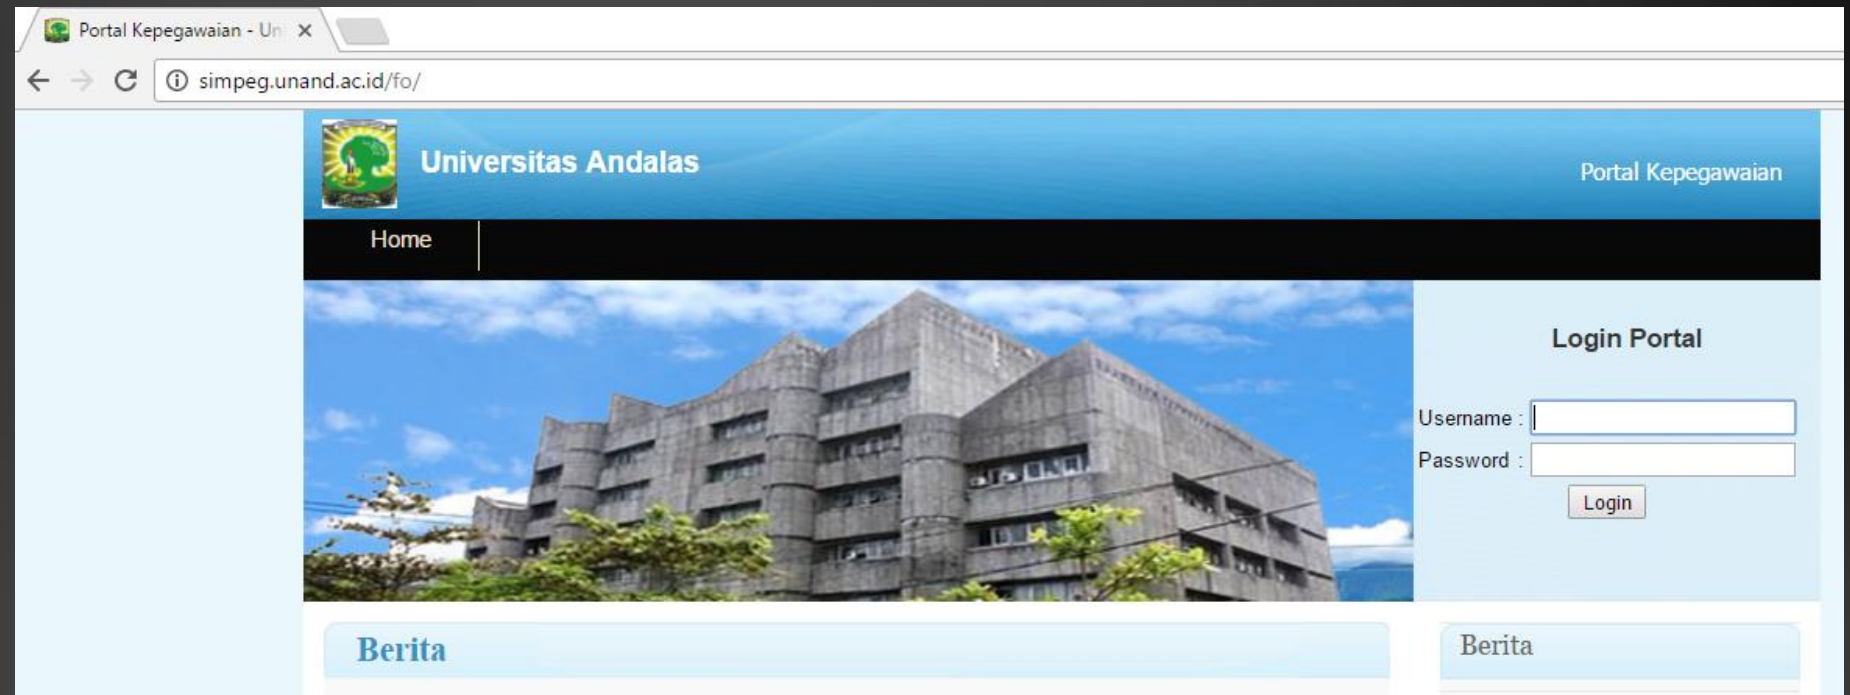 Portal Kepegawaian - Un
simpeg.unand.ac.id/fo/
Universitas Andalas
Portal Kepegawaian
Home
Login Portal
Username :
Password :
Login
Berita
Berita